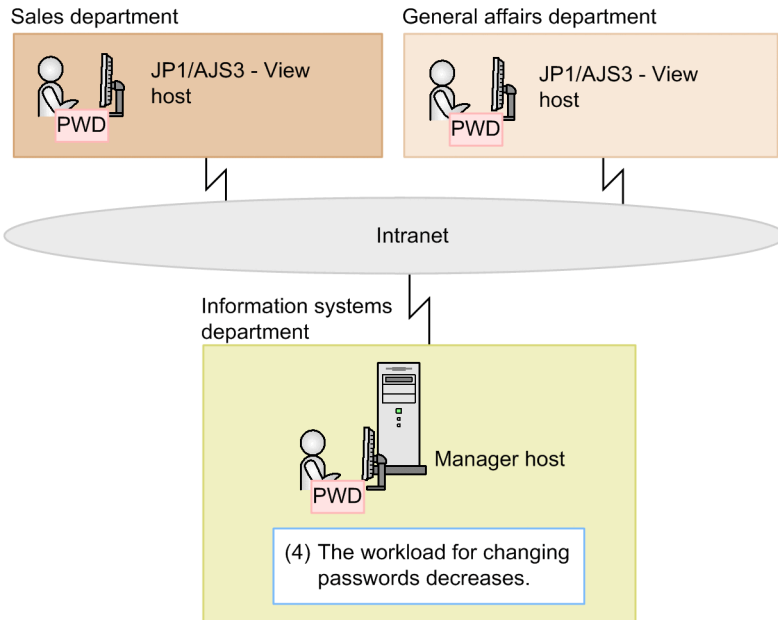 Sales department
General affairs department
JP1/AJS3 - View
host
PWD
JP1/AJS3 - View
host
PWD
Intranet
Information systems
department
Manager host
PWD
(4) The workload for changing
passwords decreases.